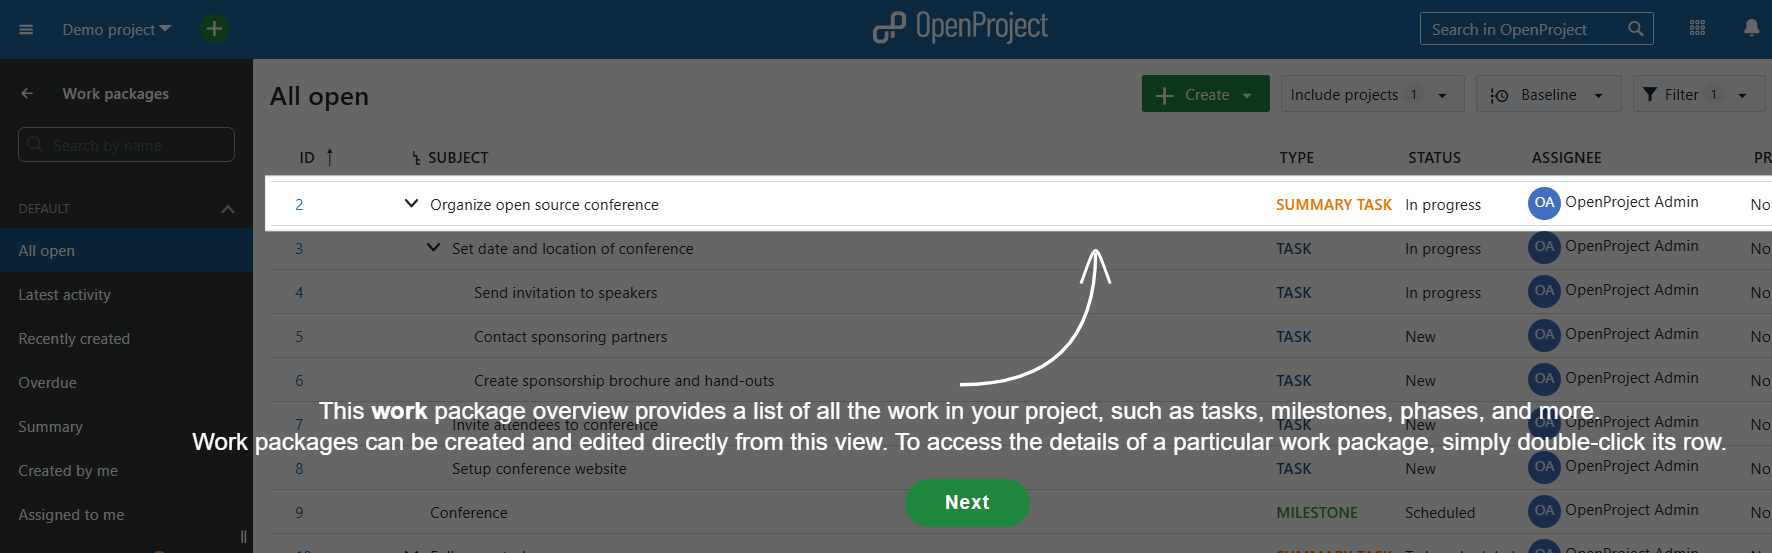 Demo project
OpenProject
Search in OpenProject
Work packages
All open
Create
Include projects 1
Baseline
Filter 1
Search by name
ID SUBJECT TYPE STATUS ASSIGNEE PR
DEFAULT
2 Organize open source conference SUMMARY TASK In progress OA OpenProject Admin No
All open
3 Set date and location of conference TASK In progress OA OpenProject Admin No
Latest activity
4 Send invitation to speakers TASK In progress OA OpenProject Admin No
Recently created
5 Contact sponsoring partners TASK New OA OpenProject Admin No
Overdue
6 Create sponsorship brochure and hand-outs TASK New OA OpenProject Admin No
This work package overview provides a list of all the work in your project, such as tasks, milestones, phases, and more.
Summary
7 Invite attendees to conference TASK New OA OpenProject Admin No
Work packages can be created and edited directly from this view. To access the details of a particular work package, simply double-click its row.
Created by me
8 Setup conference website TASK New OA OpenProject Admin No
Next
Assigned to me
9 Conference MILESTONE Scheduled OA OpenProject Admin No
SUMMARY TASK